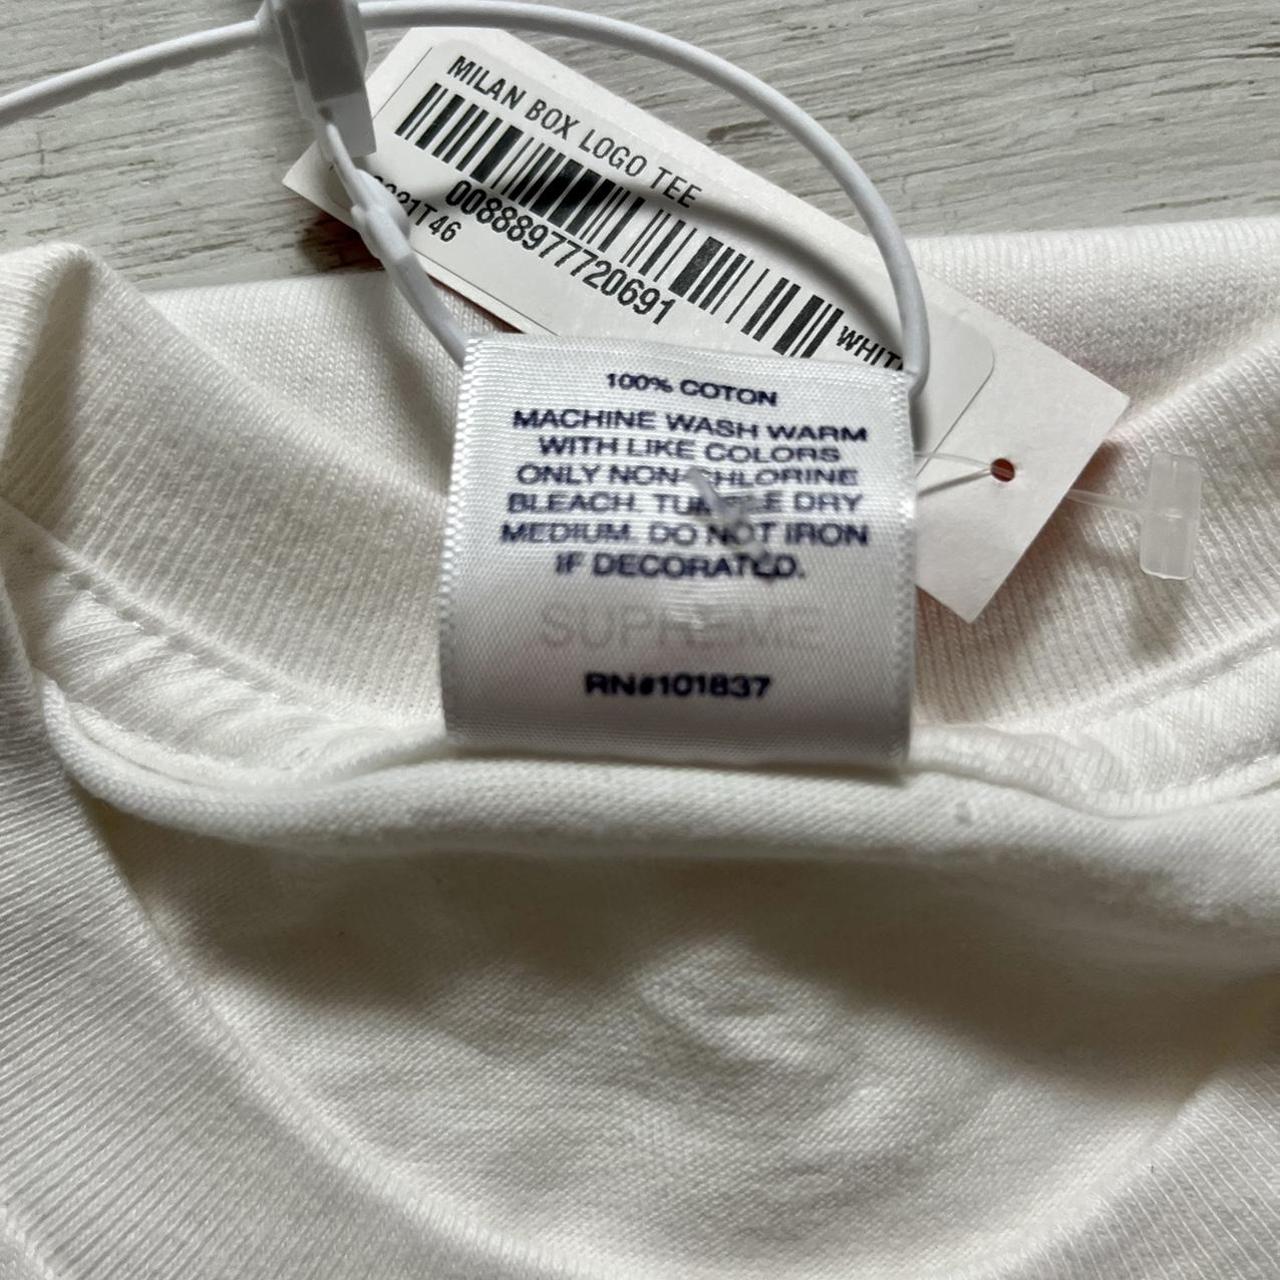 MILAN BOX LOGO TEE
00888977720691
21T46
100% COTON
MACHINE WASH WARM
WITH LIKE COLORS
ONLY NON-CHLORINE
BLEACH. TUMBLE DRY
MEDIUM. DO NOT IRON
IF DECORATED.
SUPREME
RN#101837